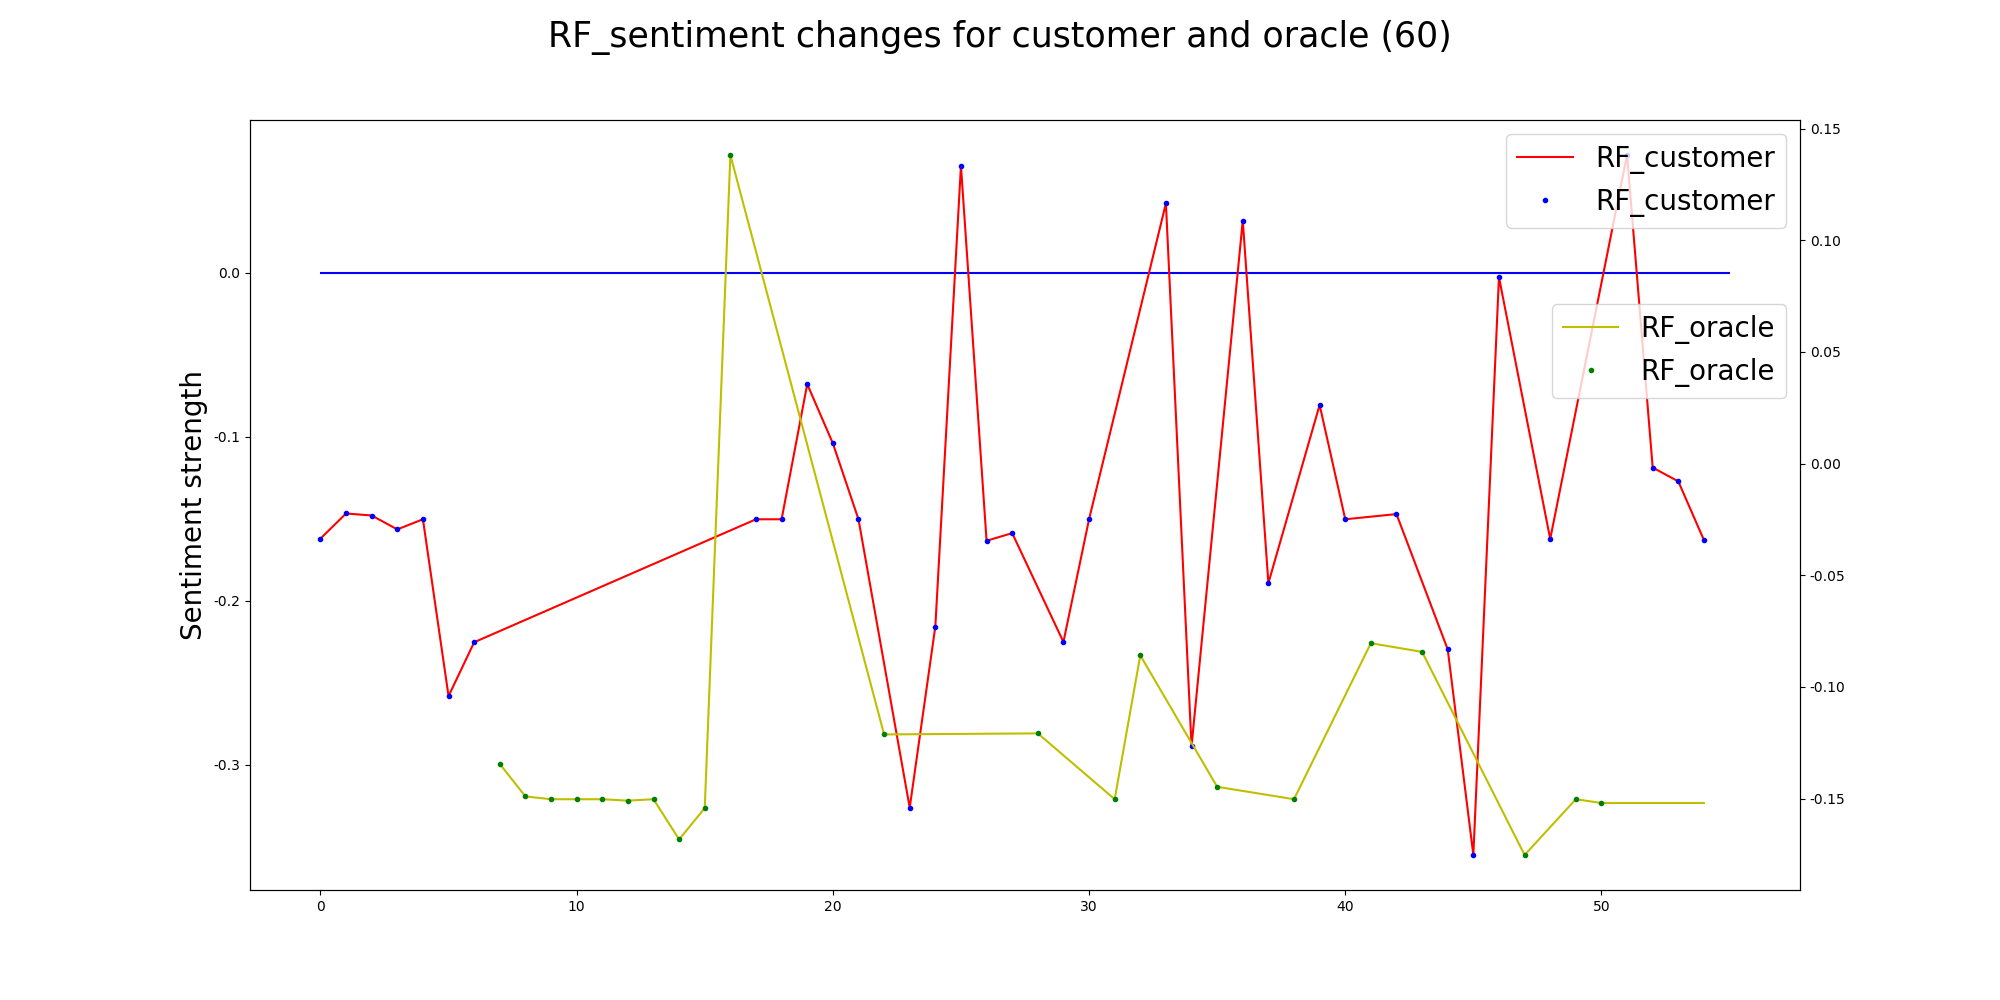 RF_sentiment changes for customer and oracle (60)
Sentiment strength
0.0
-0.1
-0.2
-0.3
0.15
0.10
0.05
0.00
-0.05
-0.10
-0.15
0 10 20 30 40 50
RF_customer
RF_customer
RF_oracle
RF_oracle